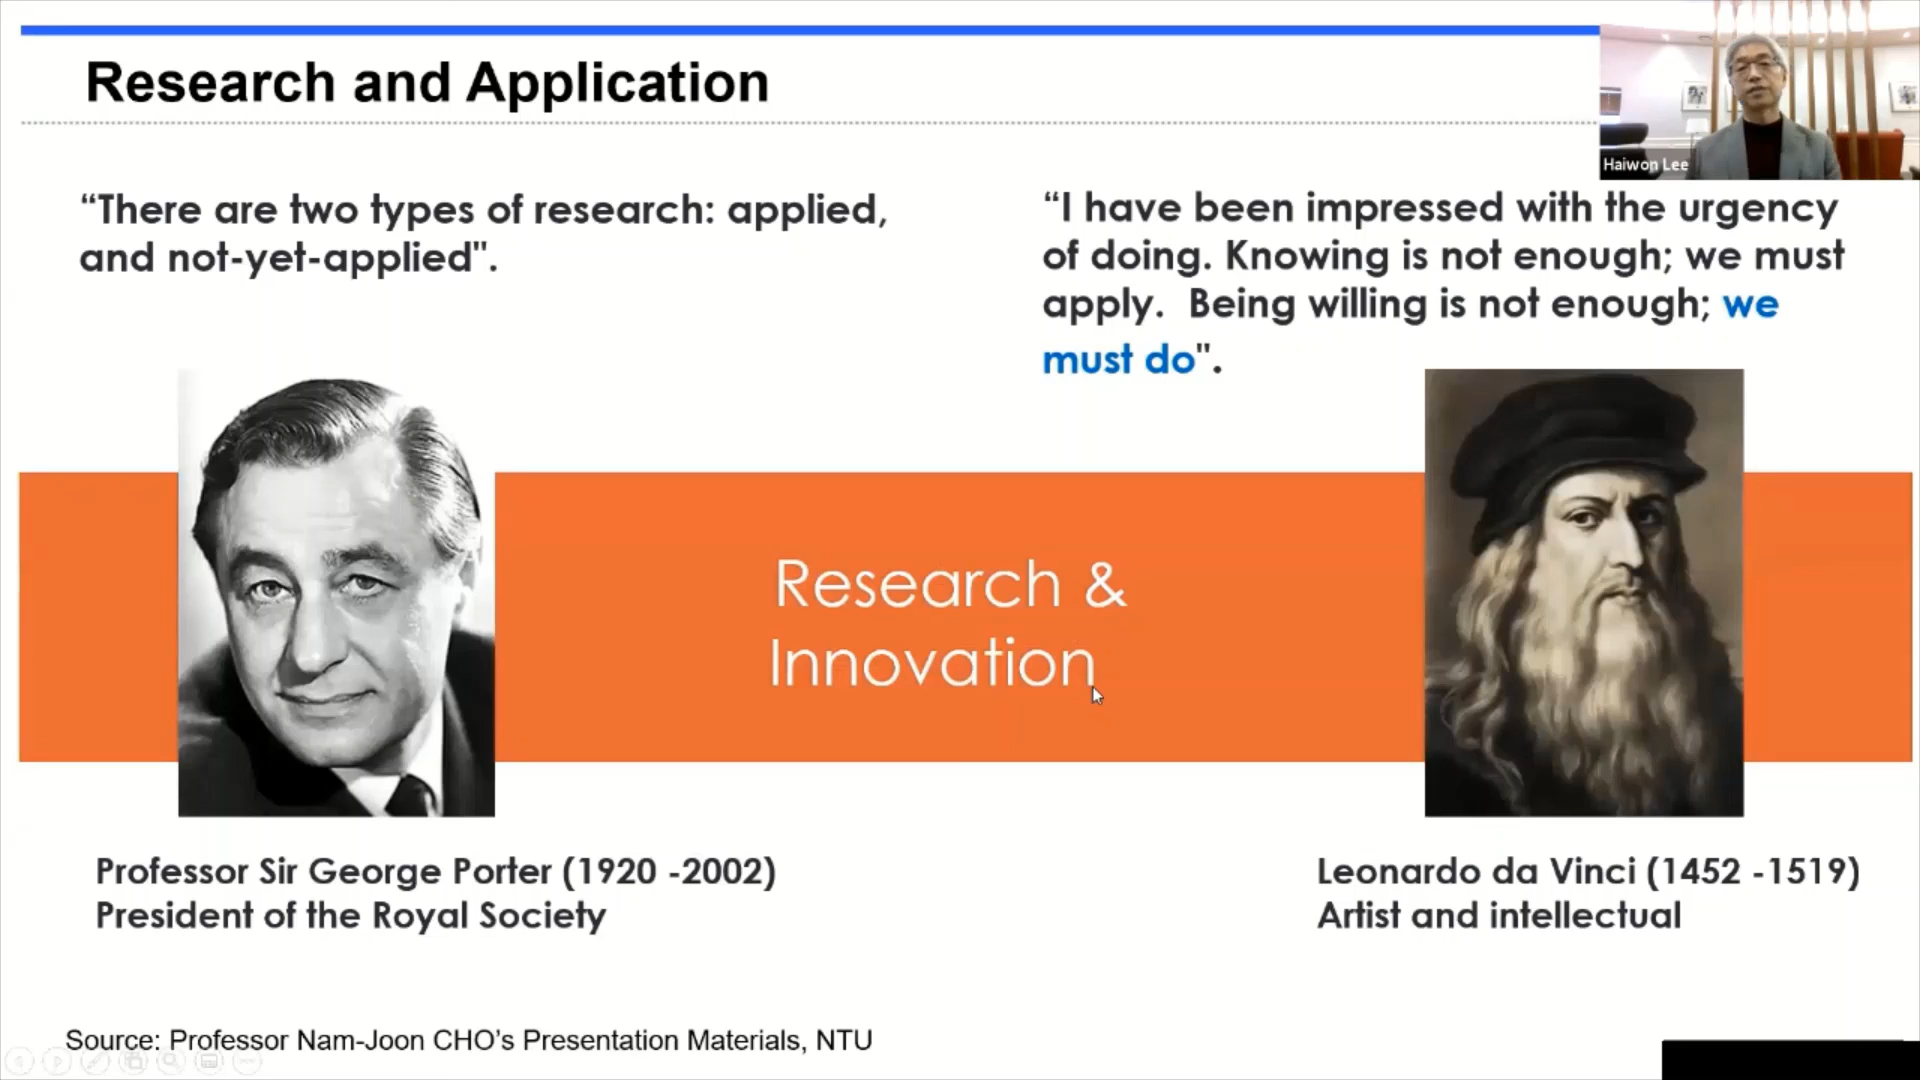 Research and Application
Haiwon Lee
“There are two types of research: applied,
and not-yet-applied".
“I have been impressed with the urgency
of doing. Knowing is not enough; we must
apply.  Being willing is not enough; we
must do".
Research &
Innovation
Professor Sir George Porter (1920 -2002)
President of the Royal Society
Leonardo da Vinci (1452 -1519)
Artist and intellectual
Source: Professor Nam-Joon CHO’s Presentation Materials, NTU